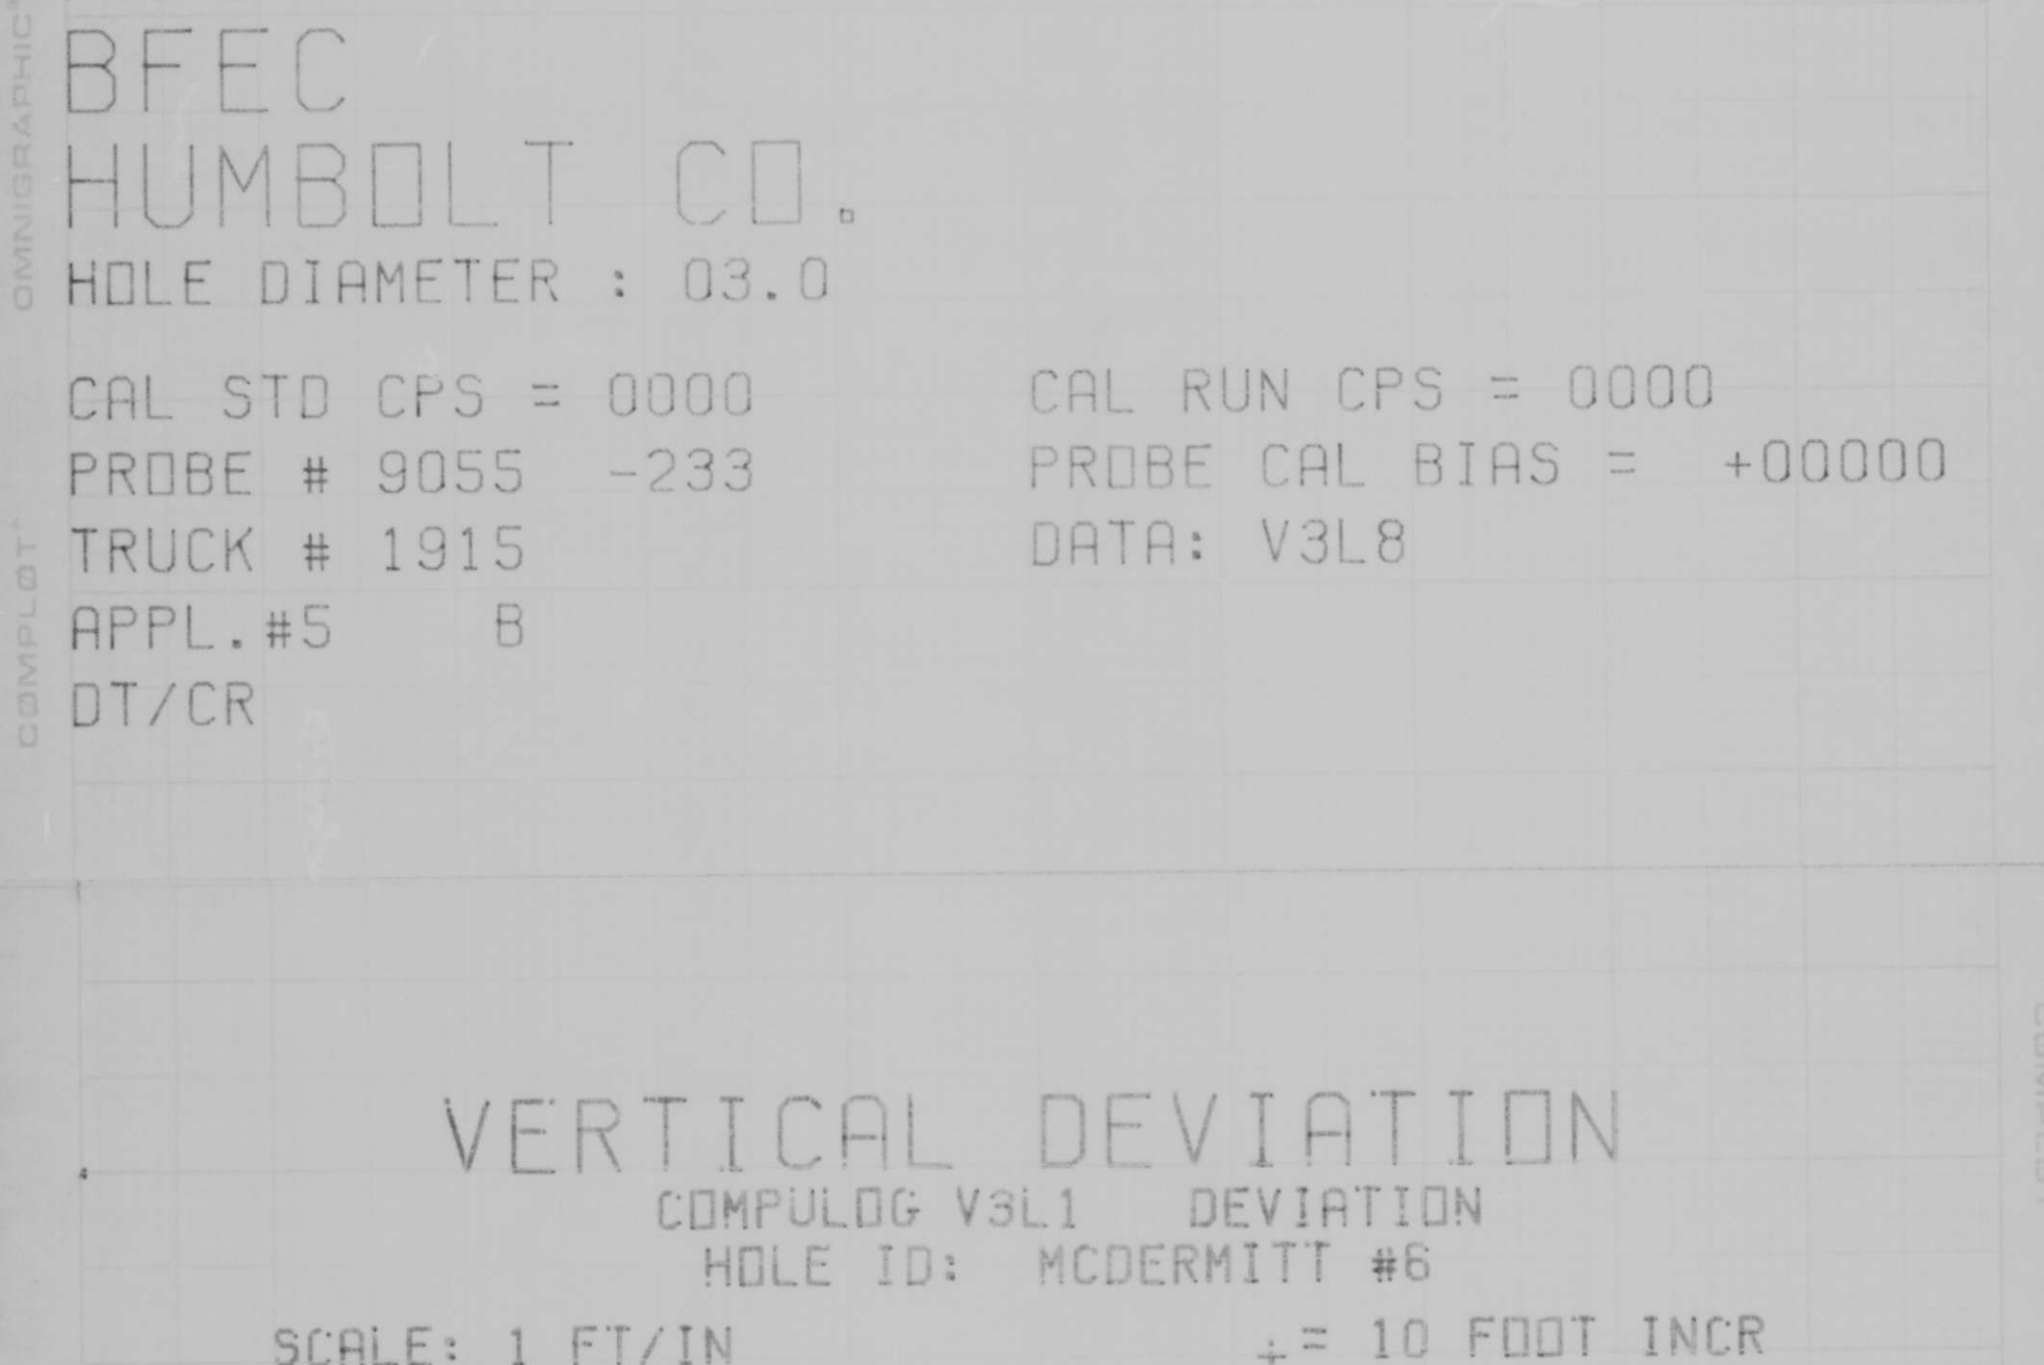 OMNIGRAPHIC
BFEC
HUMBOLT CO.
HOLE DIAMETER : 03.0
CAL STD CPS = 0000 CAL RUN CPS = 0000
PROBE # 9055 -233 PROBE CAL BIAS = +00000
TRUCK # 1915 DATA: V3L8
APPL.#5 B
DT/CR
COMPLØT
VERTICAL DEVIATION
COMPULOG V3L1 DEVIATION
HOLE ID: MCDERMITT #6
SCALE: 1 FT/IN += 10 FOOT INCR